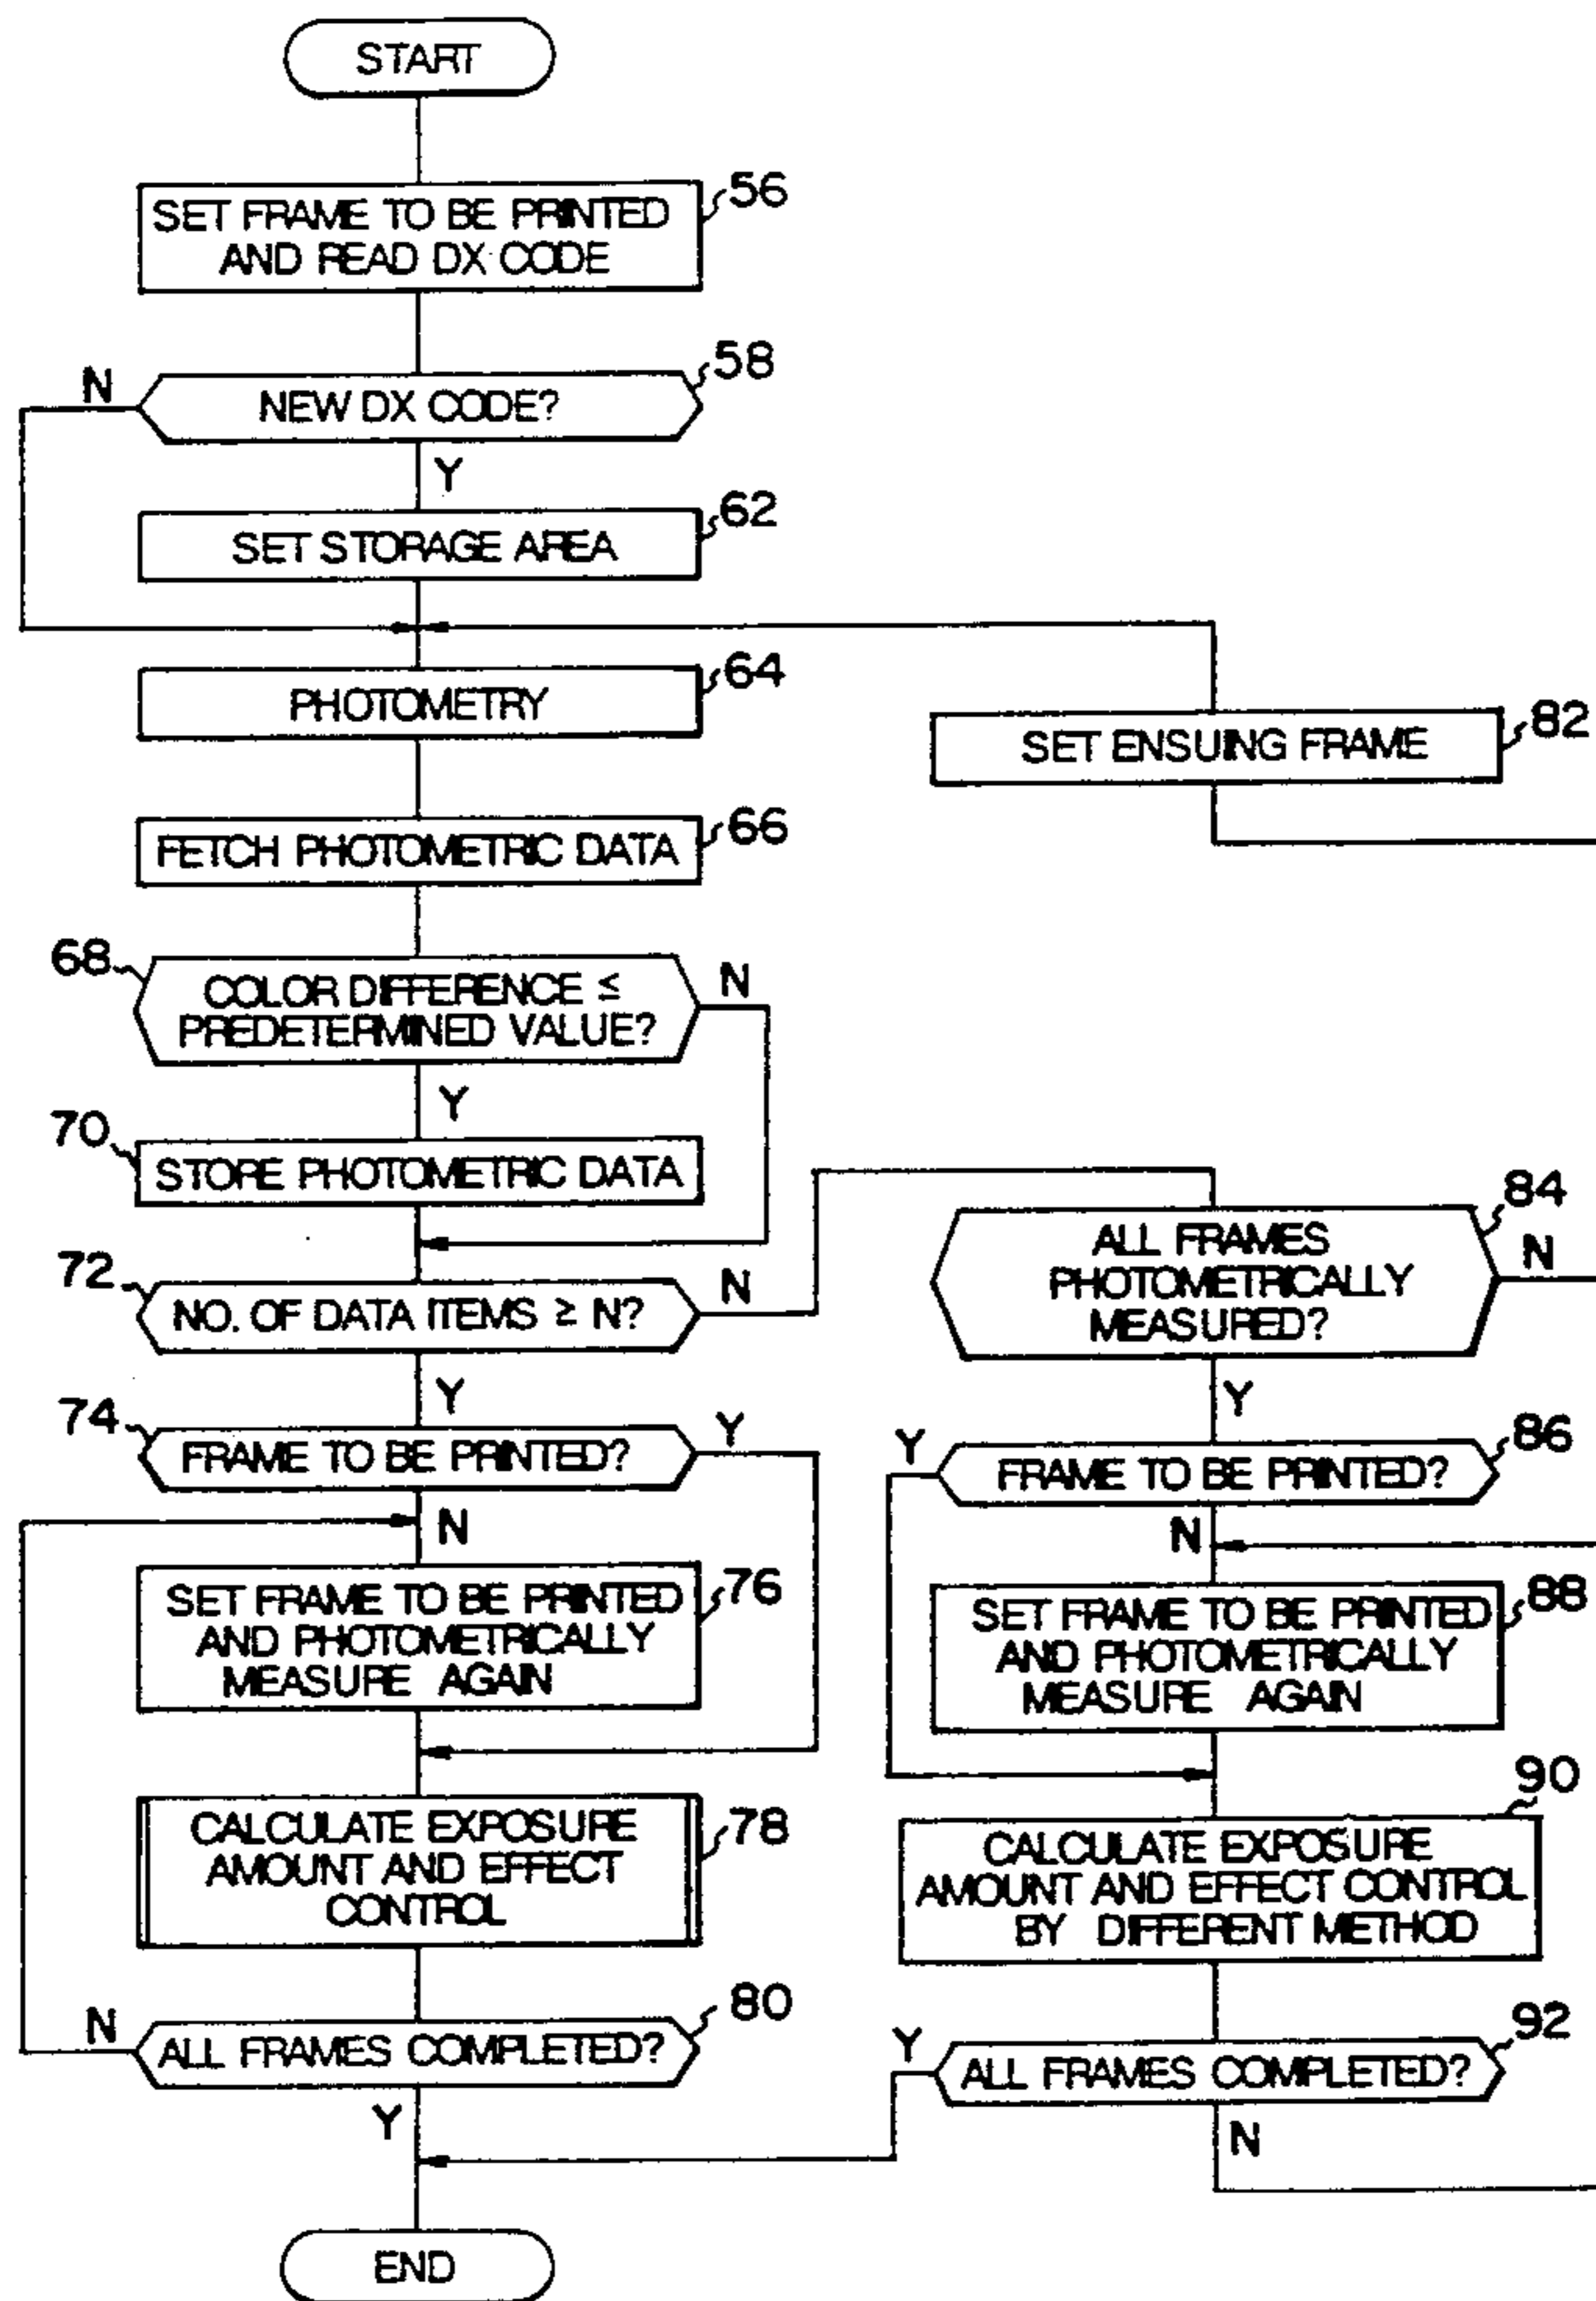 START
SET FRAME TO BE PRINTED
AND READ DX CODE
56
NEW DX CODE?
58
N
Y
SET STORAGE AREA
62
PHOTOMETRY
64
SET ENSUING FRAME
82
FETCH PHOTOMETRIC DATA
66
68
COLOR DIFFERENCE ≤
PREDETERMINED VALUE?
N
Y
70
STORE PHOTOMETRIC DATA
72
NO. OF DATA ITEMS ≥ N?
N
Y
84
ALL FRAMES
PHOTOMETRICALLY
MEASURED?
N
Y
74
FRAME TO BE PRINTED?
Y
N
86
FRAME TO BE PRINTED?
Y
N
SET FRAME TO BE PRINTED
AND PHOTOMETRICALLY
MEASURE AGAIN
76
SET FRAME TO BE PRINTED
AND PHOTOMETRICALLY
MEASURE AGAIN
88
CALCULATE EXPOSURE
AMOUNT AND EFFECT
CONTROL
78
90
CALCULATE EXPOSURE
AMOUNT AND EFFECT CONTROL
BY DIFFERENT METHOD
80
N
ALL FRAMES COMPLETED?
Y
92
Y
ALL FRAMES COMPLETED?
N
END